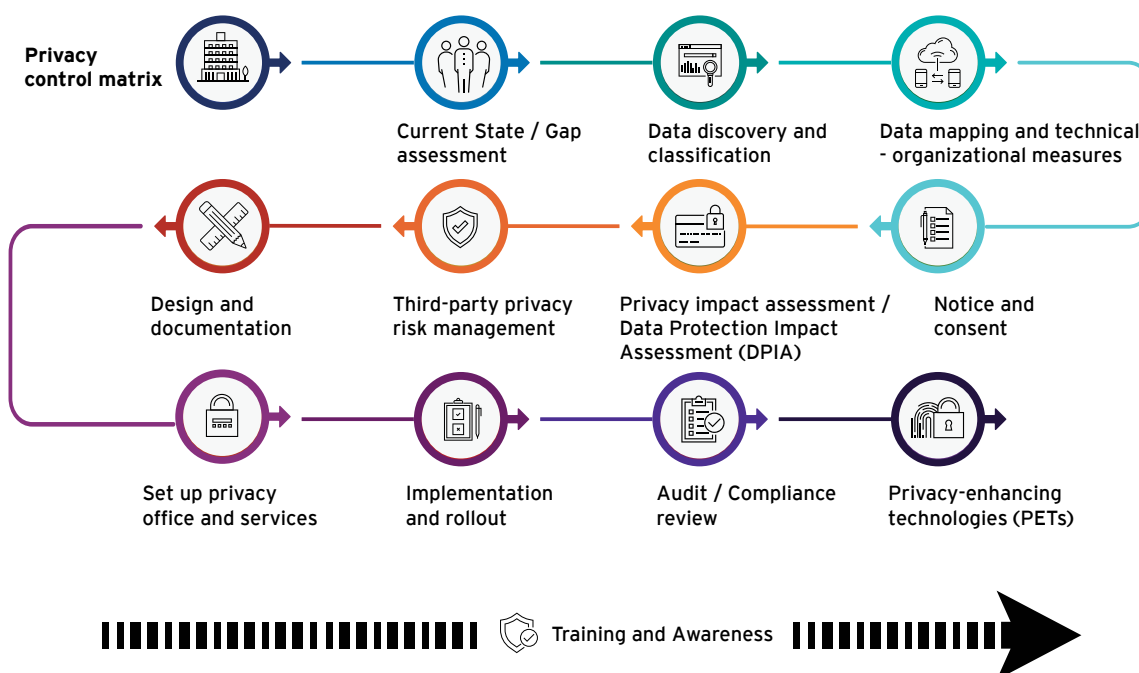 Privacy
control matrix
Current State / Gap
assessment
Data discovery and
classification
Data mapping and technical
- organizational measures
Design and
documentation
Third-party privacy
risk management
Privacy impact assessment /
Data Protection Impact
Assessment (DPIA)
Notice and
consent
Set up privacy
office and services
Implementation
and rollout
Audit / Compliance
review
Privacy-enhancing
technologies (PETs)
Training and Awareness